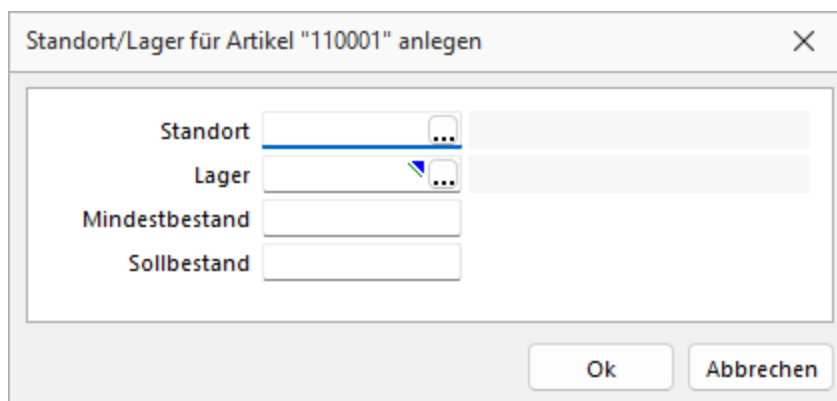 Standort/Lager für Artikel "110001" anlegen
Standort ...
Lager ...
Mindestbestand
Sollbestand
Ok Abbrechen